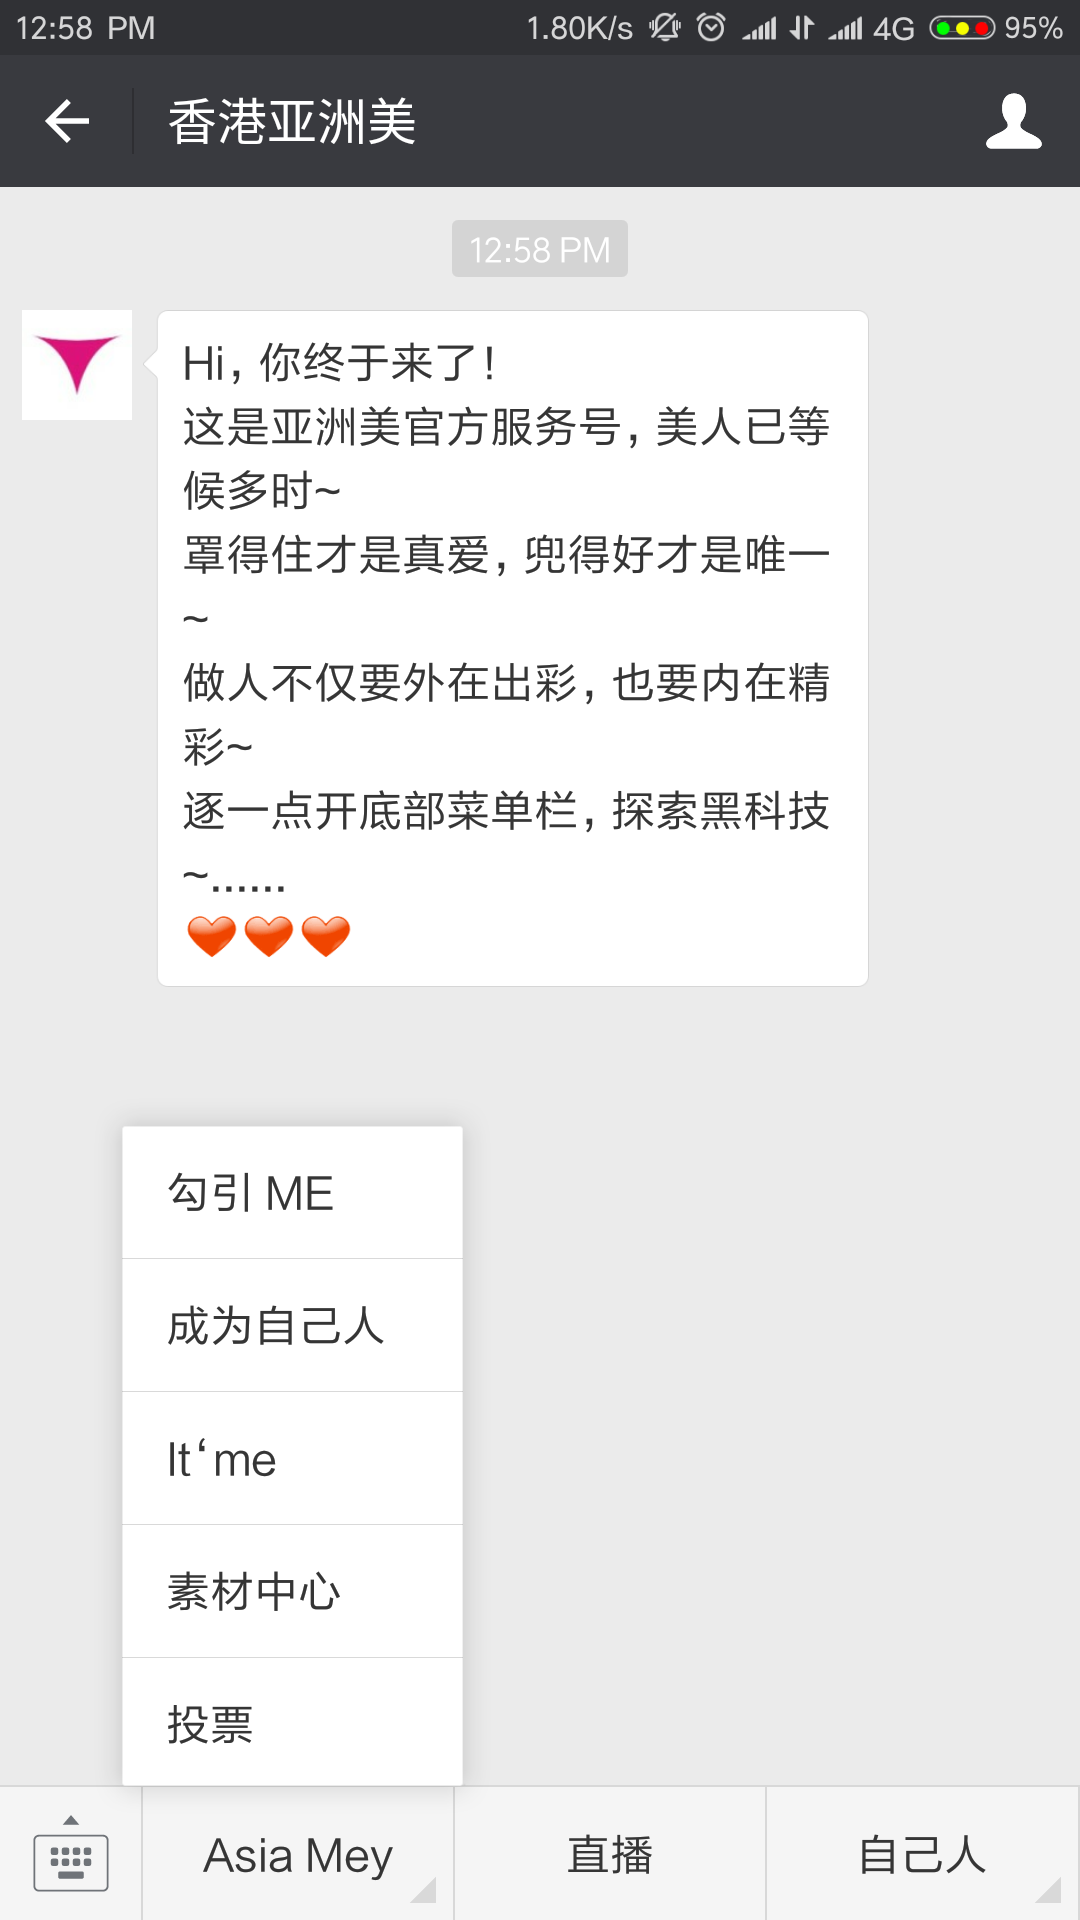 12:58 PM
1.80K/s 4G 95%
香港亚洲美
12:58 PM
Hi, 你终于来了!
这是亚洲美官方服务号, 美人已等
候多时~
罩得住才是真爱, 兜得好才是唯一
~
做人不仅要外在出彩, 也要内在精
彩~
逐一点开底部菜单栏, 探索黑科技
~......
勾引 ME
成为自己人
It‘me
素材中心
投票
Asia Mey
直播
自己人